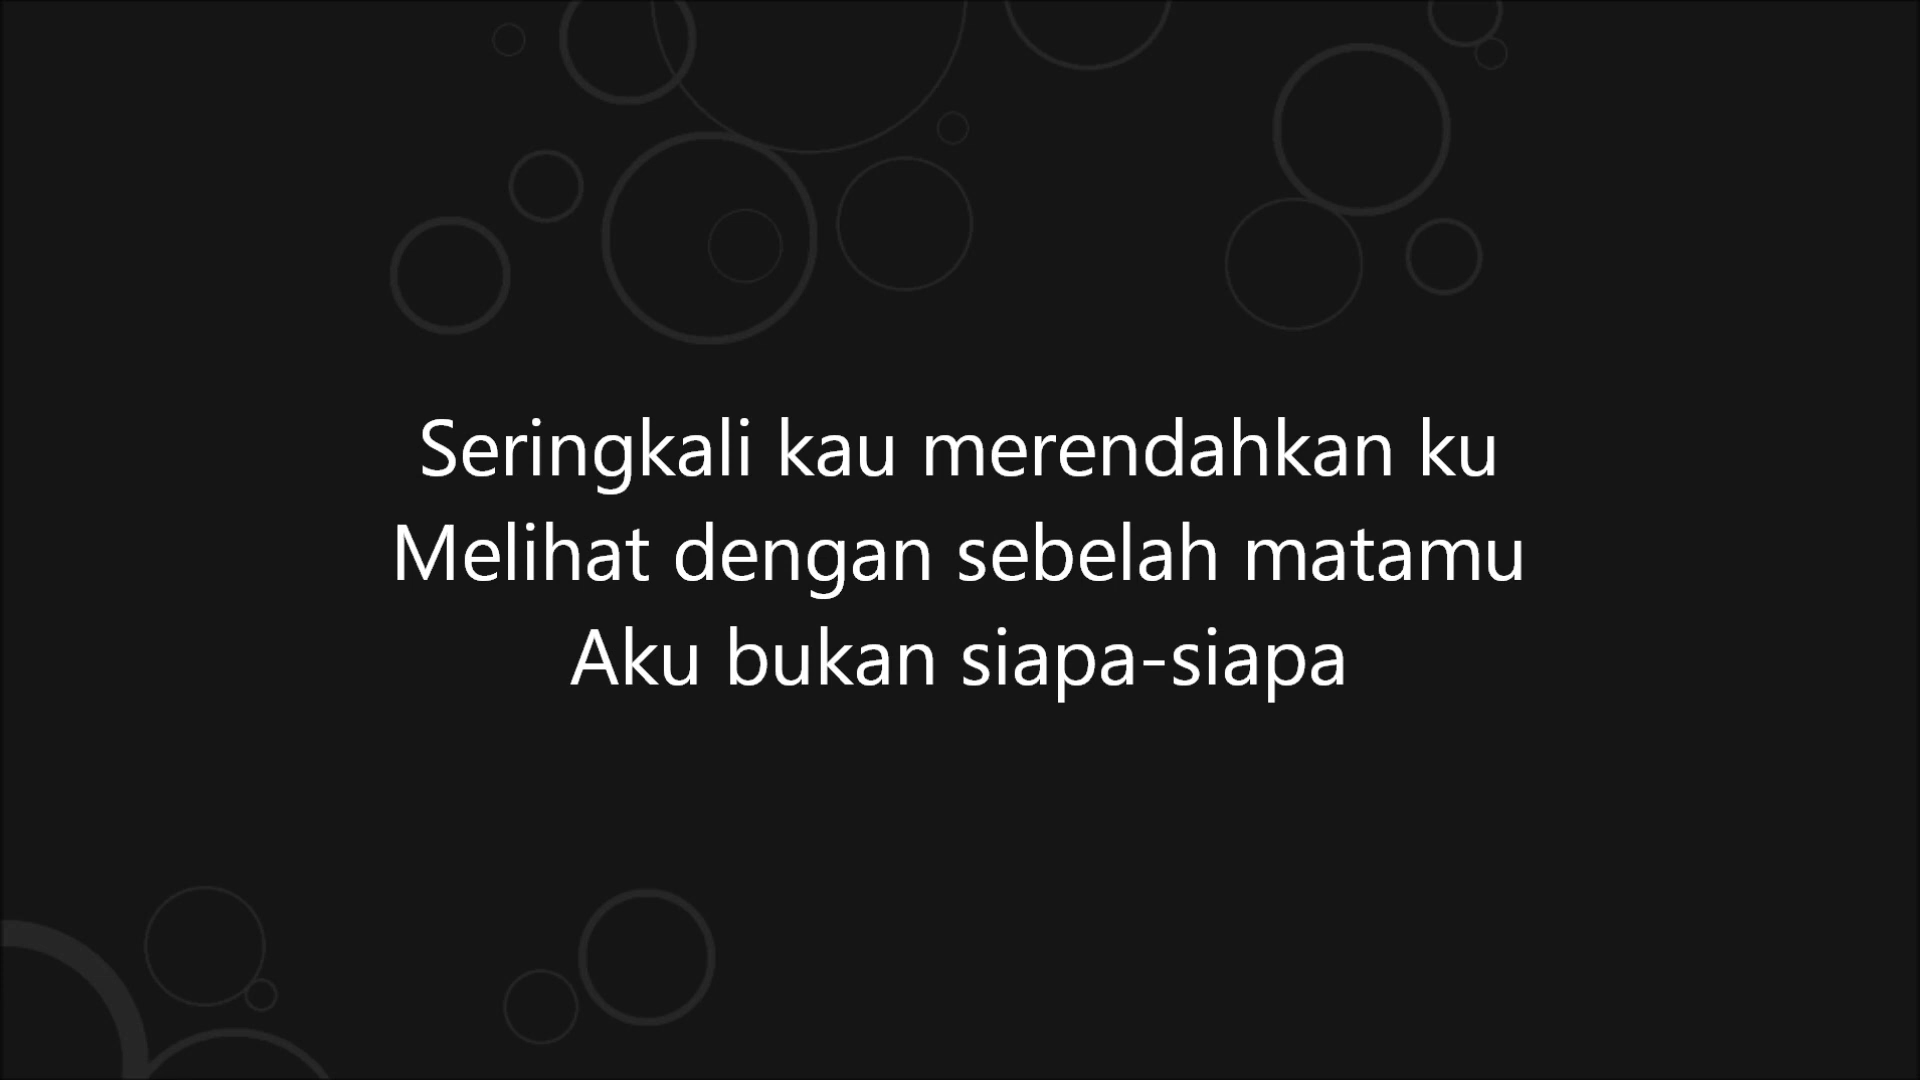 Seringkali kau merendahkan ku
Melihat dengan sebelah matamu
Aku bukan siapa-siapa